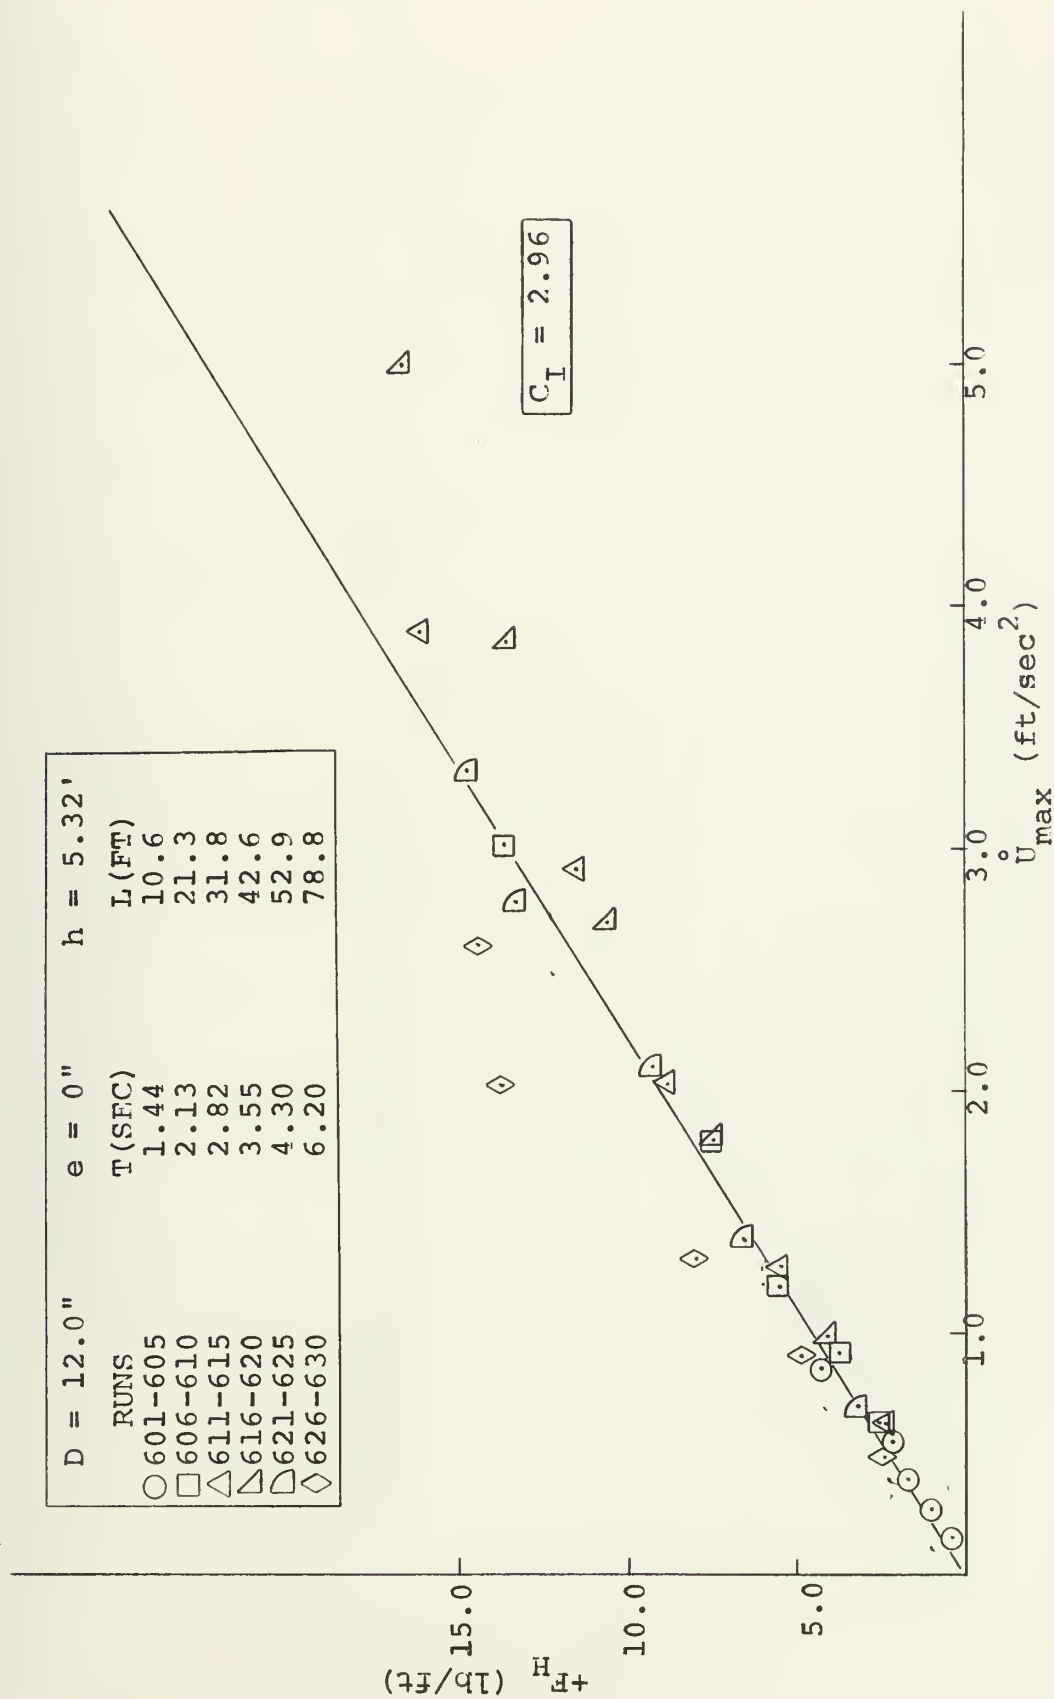 D = 12.0" e = 0" h = 5.32'
RUNS T(SEC) L(FT)
601-605 1.44 10.6
606-610 2.13 21.3
611-615 2.82 31.8
616-620 3.55 42.6
621-625 4.30 52.9
626-630 6.20 78.8
C_I = 2.96
15.0
10.0
5.0
+F_H (lb/ft)
1.0 2.0 3.0 4.0 5.0
Ů_max (ft/sec²)